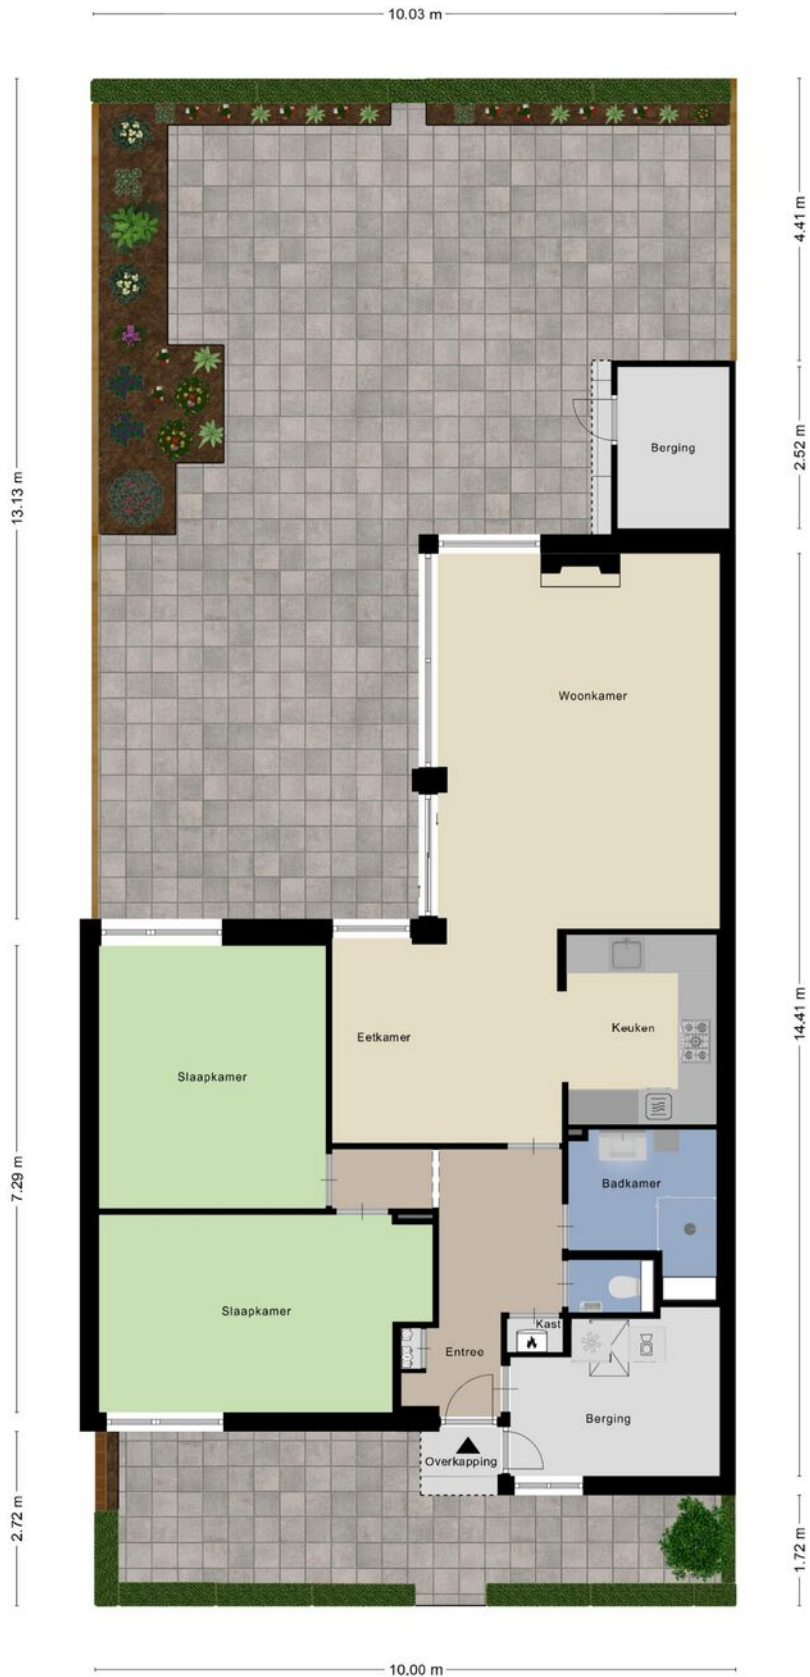 10.03 m
4.41 m
2.52 m
Berging
13.13 m
Woonkamer
14.41 m
Keuken
Eetkamer
Slaapkamer
7.29 m
Badkamer
Slaapkamer
Kast
Entree
Berging
Overkapping
2.72 m
1.72 m
10.00 m